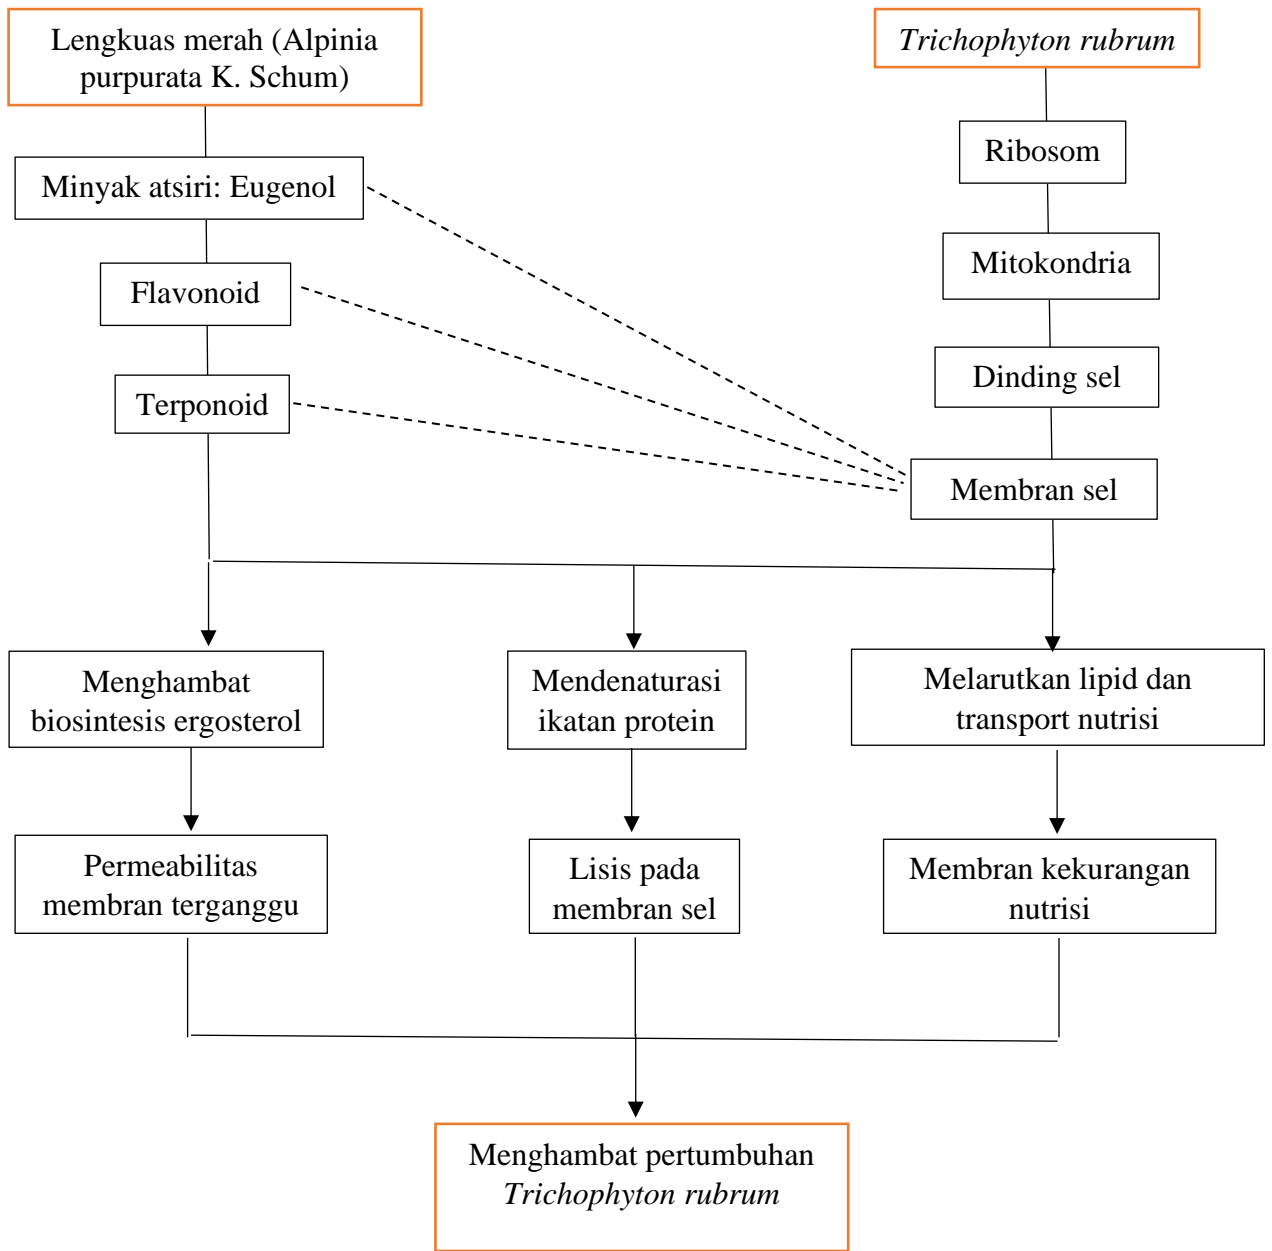 Lengkuas merah (Alpinia
purpurata K. Schum)
Trichophyton rubrum
Ribosom
Minyak atsiri: Eugenol
Mitokondria
Flavonoid
Dinding sel
Terponoid
Membran sel
Menghambat
biosintesis ergosterol
Mendenaturasi
ikatan protein
Melarutkan lipid dan
transport nutrisi
Permeabilitas
membran terganggu
Lisis pada
membran sel
Membran kekurangan
nutrisi
Menghambat pertumbuhan
Trichophyton rubrum